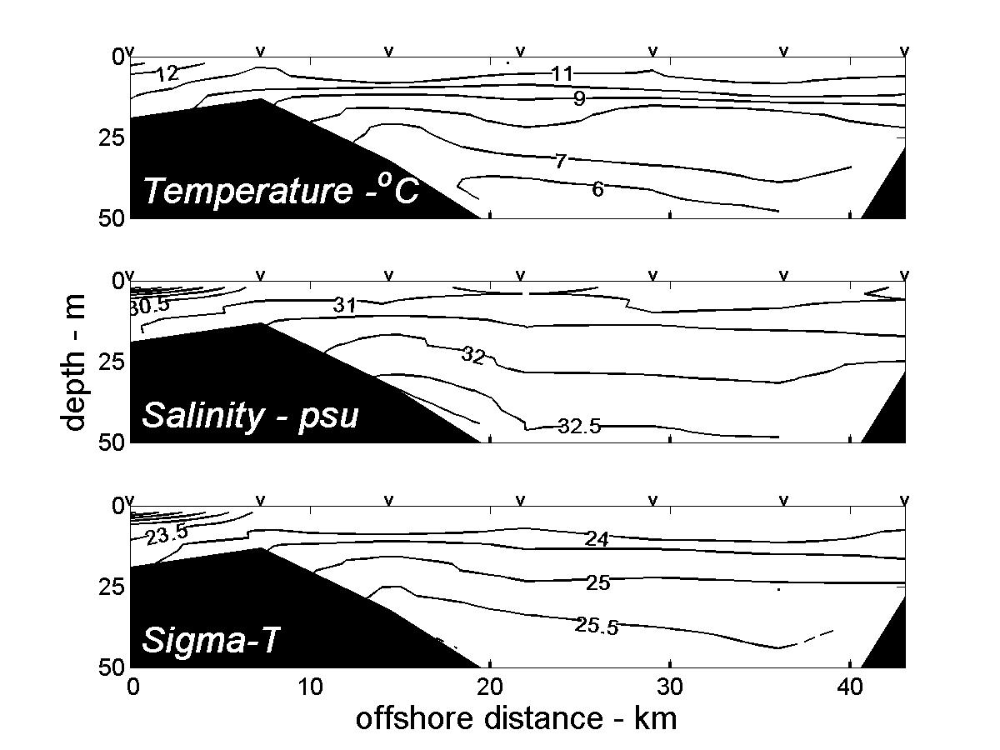 v v v v v v v
0
12
11
9
25
7
6
Temperature -oC
50
v v v v v v v
0
30.5
31
25
32
Salinity - psu
32.5
50
depth - m
v v v v v v v
0
23.5
24
25
25
25.5
Sigma-T
50
0 10 20 30 40
offshore distance - km